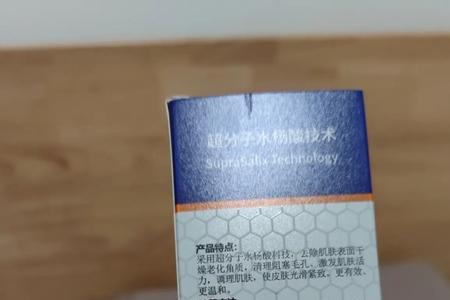 超分子水杨酸技术
SupraSalix Technology
产品特点:
采用超分子水杨酸科技，去除肌肤表面干
燥老化角质，清理阻塞毛孔，激发肌肤活
力，调理肌肤，使皮肤光滑紧致。更有效、
更温和。